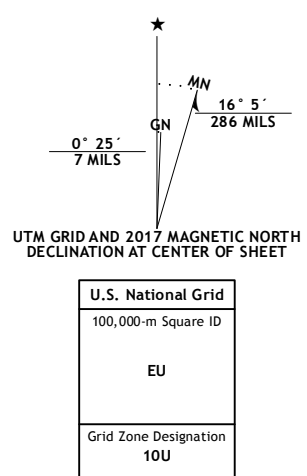 ★
MN
GN
16° 5´
286 MILS
0° 25´
7 MILS
UTM GRID AND 2017 MAGNETIC NORTH
DECLINATION AT CENTER OF SHEET
U.S. National Grid
100,000-m Square ID
EU
Grid Zone Designation
10U